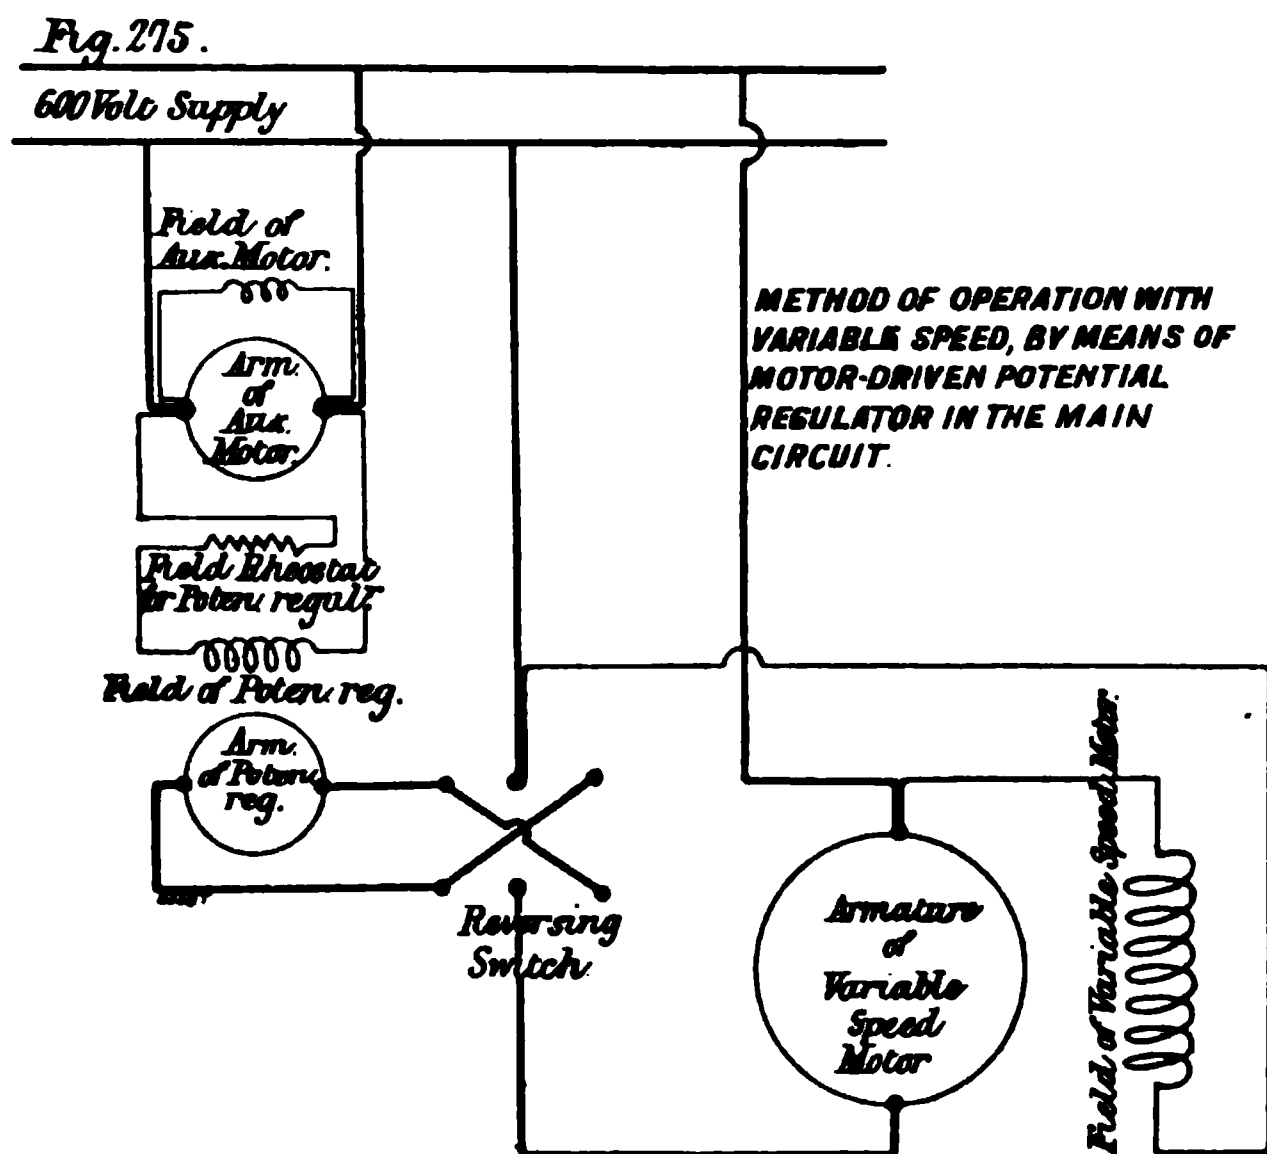 Fig. 275.
600 Volt Supply
Field of
Aux. Motor.
Arm.
of
Aux.
Motor.
METHOD OF OPERATION WITH
VARIABLE SPEED, BY MEANS OF
MOTOR-DRIVEN POTENTIAL
REGULATOR IN THE MAIN
CIRCUIT.
Field Rheostat
for Poten. regulr.
Field of Poten. reg.
Arm.
of Poten.
reg.
Reversing
Switch
Armature
of
Variable
Speed
Motor
Field of Variable Speed Motor.